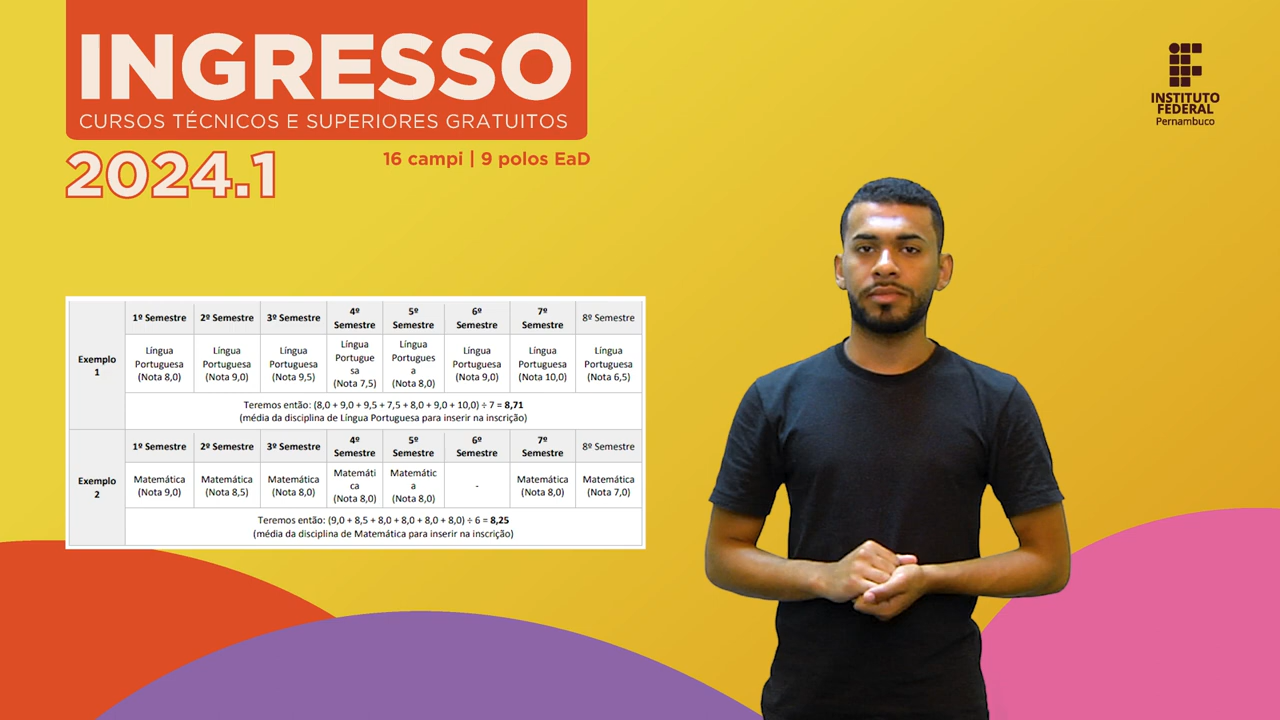 INGRESSO
CURSOS TÉCNICOS E SUPERIORES GRATUITOS
2024.1
16 campi | 9 polos EaD
INSTITUTO
FEDERAL
Pernambuco
Exemplo
1
1º Semestre
2º Semestre
3º Semestre
4º
Semestre
5º
Semestre
6º
Semestre
7º
Semestre
8º Semestre
Língua
Portuguesa
(Nota 8,0)
Língua
Portuguesa
(Nota 9,0)
Língua
Portuguesa
(Nota 9,5)
Língua
Portugue
sa
(Nota 7,5)
Língua
Portugues
a
(Nota 8,0)
Língua
Portuguesa
(Nota 9,0)
Língua
Portuguesa
(Nota 10,0)
Língua
Portuguesa
(Nota 6,5)
Teremos então: (8,0 + 9,0 + 9,5 + 7,5 + 8,0 + 9,0 + 10,0) ÷ 7 = 8,71
(média da disciplina de Língua Portuguesa para inserir na inscrição)
Exemplo
2
1º Semestre
2º Semestre
3º Semestre
4º
Semestre
5º
Semestre
6º
Semestre
7º
Semestre
8º Semestre
Matemática
(Nota 9,0)
Matemática
(Nota 8,5)
Matemática
(Nota 8,0)
Matemáti
ca
(Nota 8,0)
Matemátic
a
(Nota 8,0)
-
Matemática
(Nota 8,0)
Matemática
(Nota 7,0)
Teremos então: (9,0 + 8,5 + 8,0 + 8,0 + 8,0 + 8,0) ÷ 6 = 8,25
(média da disciplina de Matemática para inserir na inscrição)